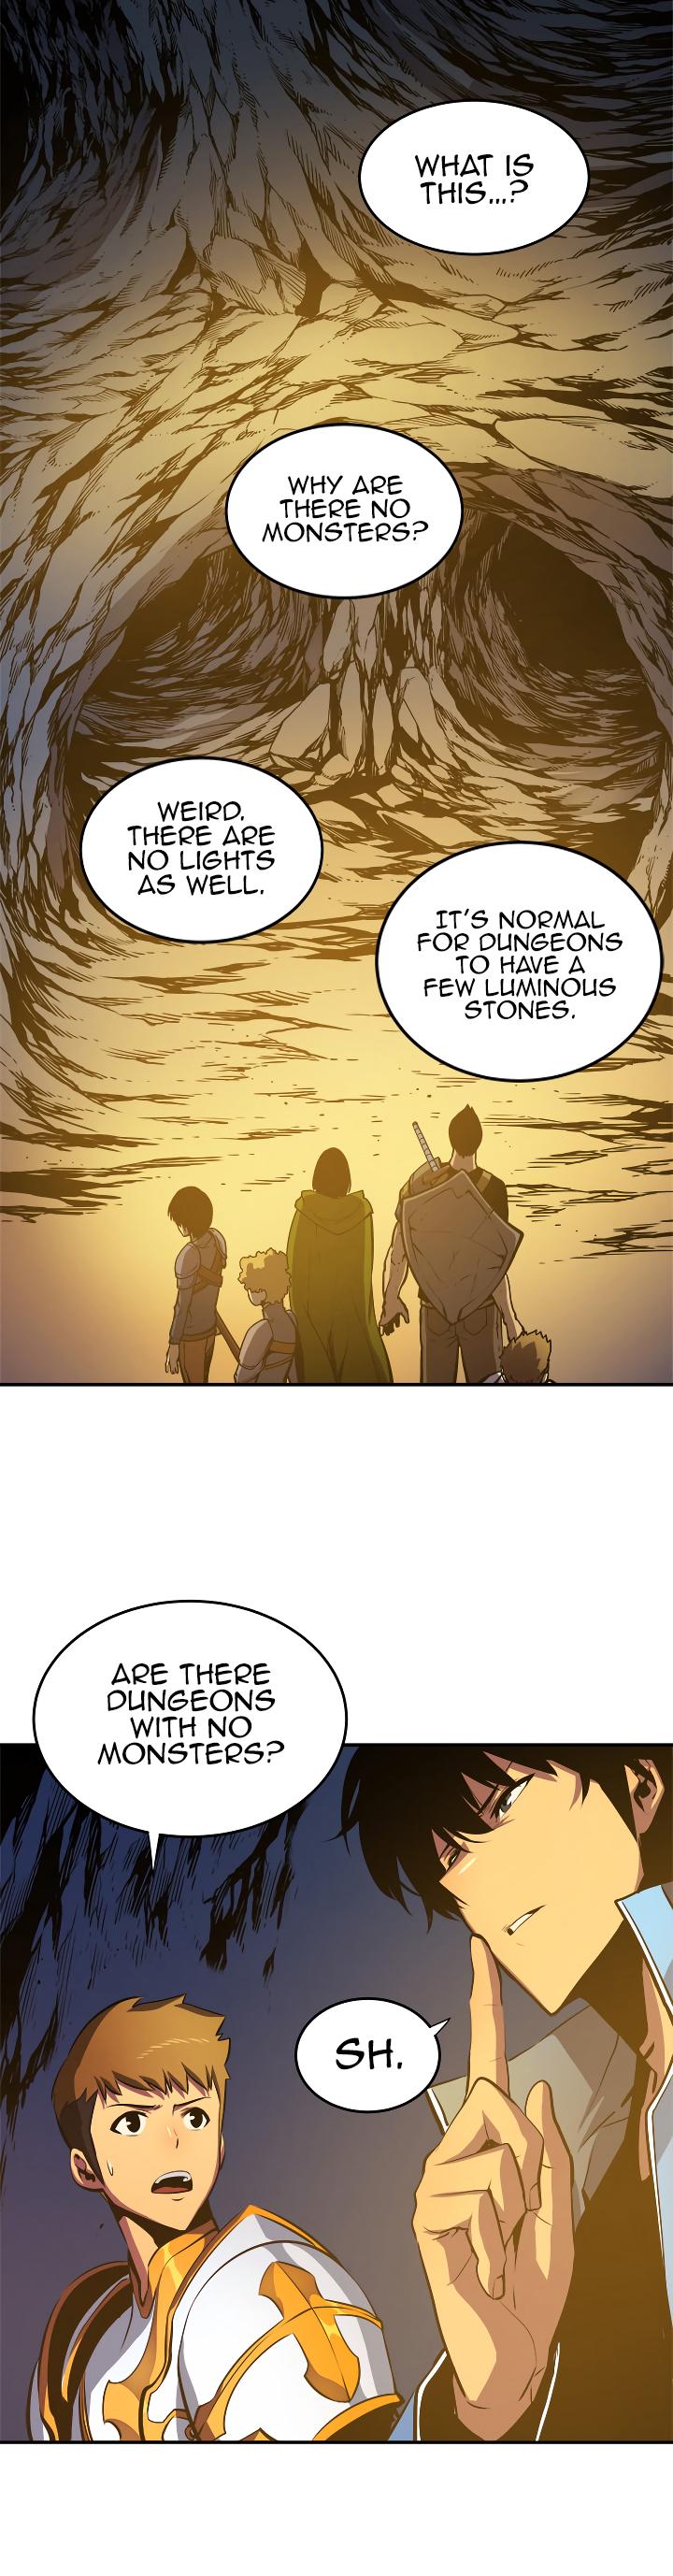 WHAT IS
THIS...?
WHY ARE
THERE NO
MONSTERS?
WEIRD.
THERE ARE
NO LIGHTS
AS WELL.
IT'S NORMAL
FOR DUNGEONS
TO HAVE A
FEW LUMINOUS
STONES.
ARE THERE
DUNGEONS
WITH NO
MONSTERS?
SH.